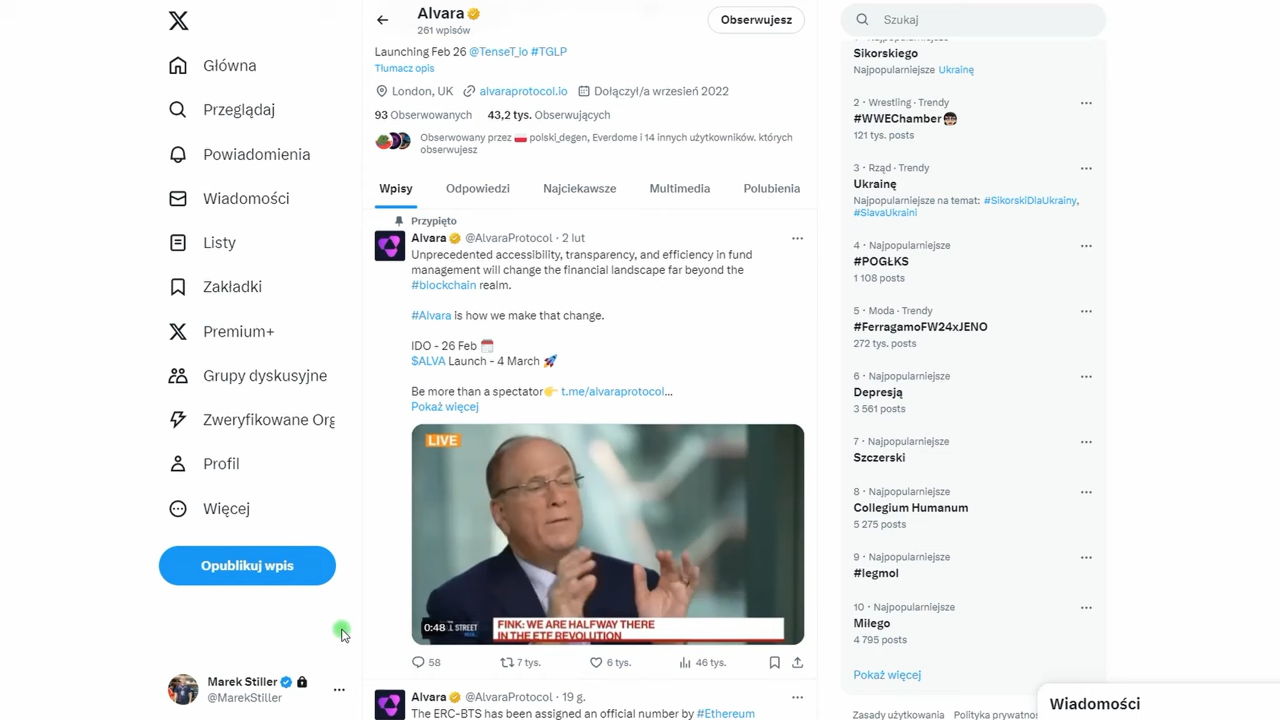 Główna
Przeglądaj
Powiadomienia
Wiadomości
Listy
Zakładki
Premium+
Grupy dyskusyjne
Zweryfikowane Org
Profil
Więcej
Opublikuj wpis
Marek Stiller
@MarekStiller
Alvara
261 wpisów
Obserwujesz
Launching Feb 26 @TenseT_io #TGLP
Tłumacz opis
London, UK alvaraprotocol.io Dołączył/a wrzesień 2022
93 Obserwowanych 43,2 tys. Obserwujących
Obserwowany przez polski_degen, Everdome i 14 innych użytkowników. których
obserwujesz
Wpisy Odpowiedzi Najciekawsze Multimedia Polubienia
Przypięto
Alvara @AlvaraProtocol · 2 lut
Unprecedented accessibility, transparency, and efficiency in fund
management will change the financial landscape far beyond the
#blockchain realm.
#Alvara is how we make that change.
IDO - 26 Feb
$ALVA Launch - 4 March
Be more than a spectator👉 t.me/alvaraprotocol...
Pokaż więcej
LIVE
0:48
STREET
FINK: WE ARE HALFWAY THERE
IN THE ETF REVOLUTION
58 7 tys. 6 tys. 46 tys.
Alvara @AlvaraProtocol · 19 g.
The ERC-BTS has been assigned an official number by #Ethereum
Szukaj
Sikorskiego
Najpopularniejsze Ukrainę
2 · Wrestling · Trendy
#WWEChamber
121 tys. posts
3 · Rząd · Trendy
Ukrainę
Najpopularniejsze na temat: #SikorskiDlaUkrainy,
#SlavaUkraini
4 · Najpopularniejsze
#POGŁKS
1 108 posts
5 · Moda · Trendy
#FerragamoFW24xJENO
272 tys. posts
6 · Najpopularniejsze
Depresją
3 561 posts
7 · Najpopularniejsze
Szczerski
8 · Najpopularniejsze
Collegium Humanum
5 275 posts
9 · Najpopularniejsze
#legmol
10 · Najpopularniejsze
Milego
4 795 posts
Pokaż więcej
Zasady użytkowania Polityka prywatnoś
Wiadomości